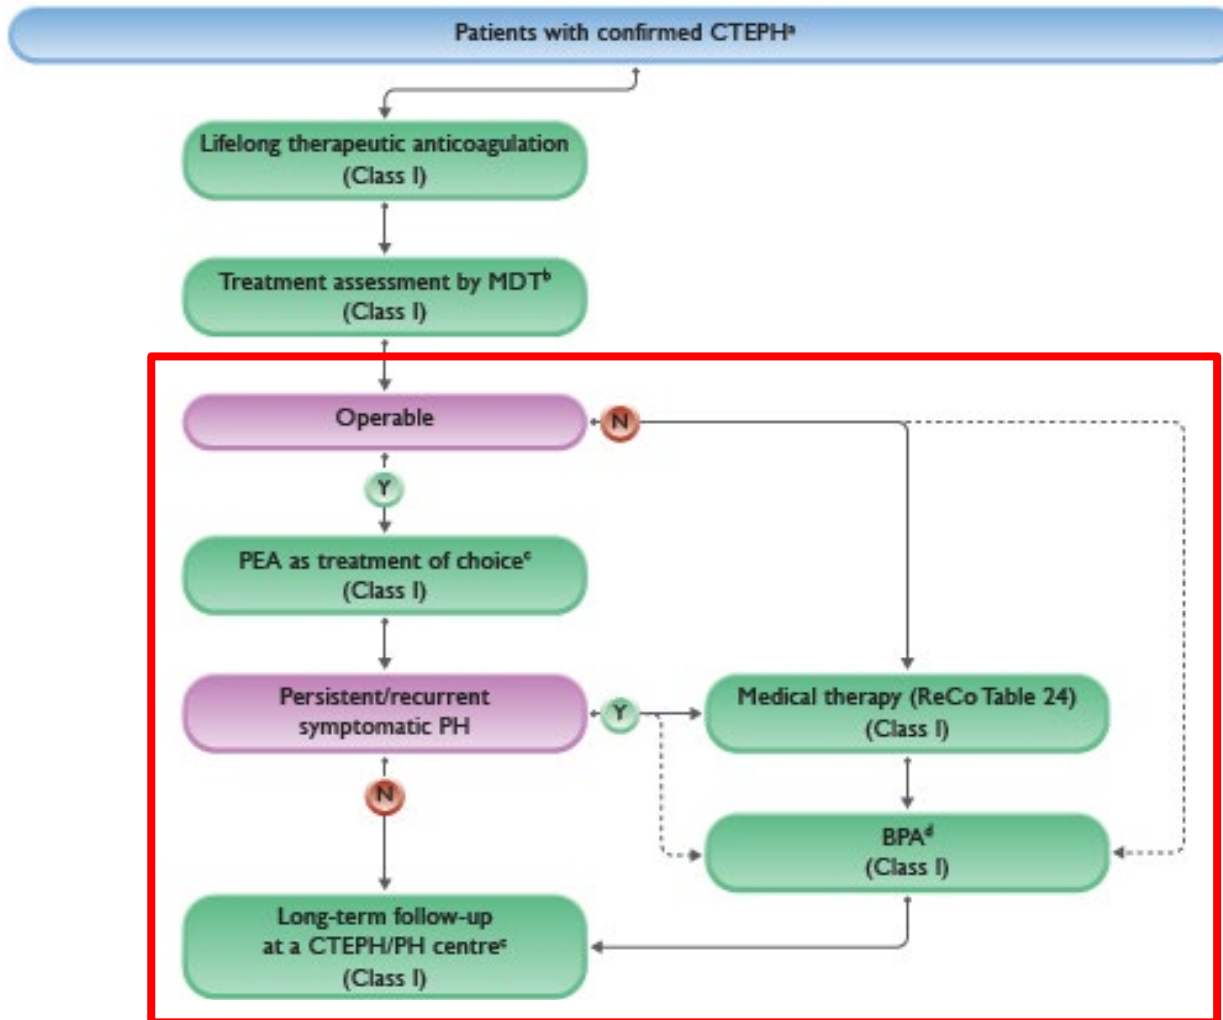 Patients with confirmed CTEPHᵃ
Lifelong therapeutic anticoagulation
(Class I)
Treatment assessment by MDTᵇ
(Class I)
Operable
N
Y
PEA as treatment of choiceᶜ
(Class I)
Persistent/recurrent
symptomatic PH
Y
Medical therapy (ReCo Table 24)
(Class I)
N
BPAᵈ
(Class I)
Long-term follow-up
at a CTEPH/PH centreᵉ
(Class I)